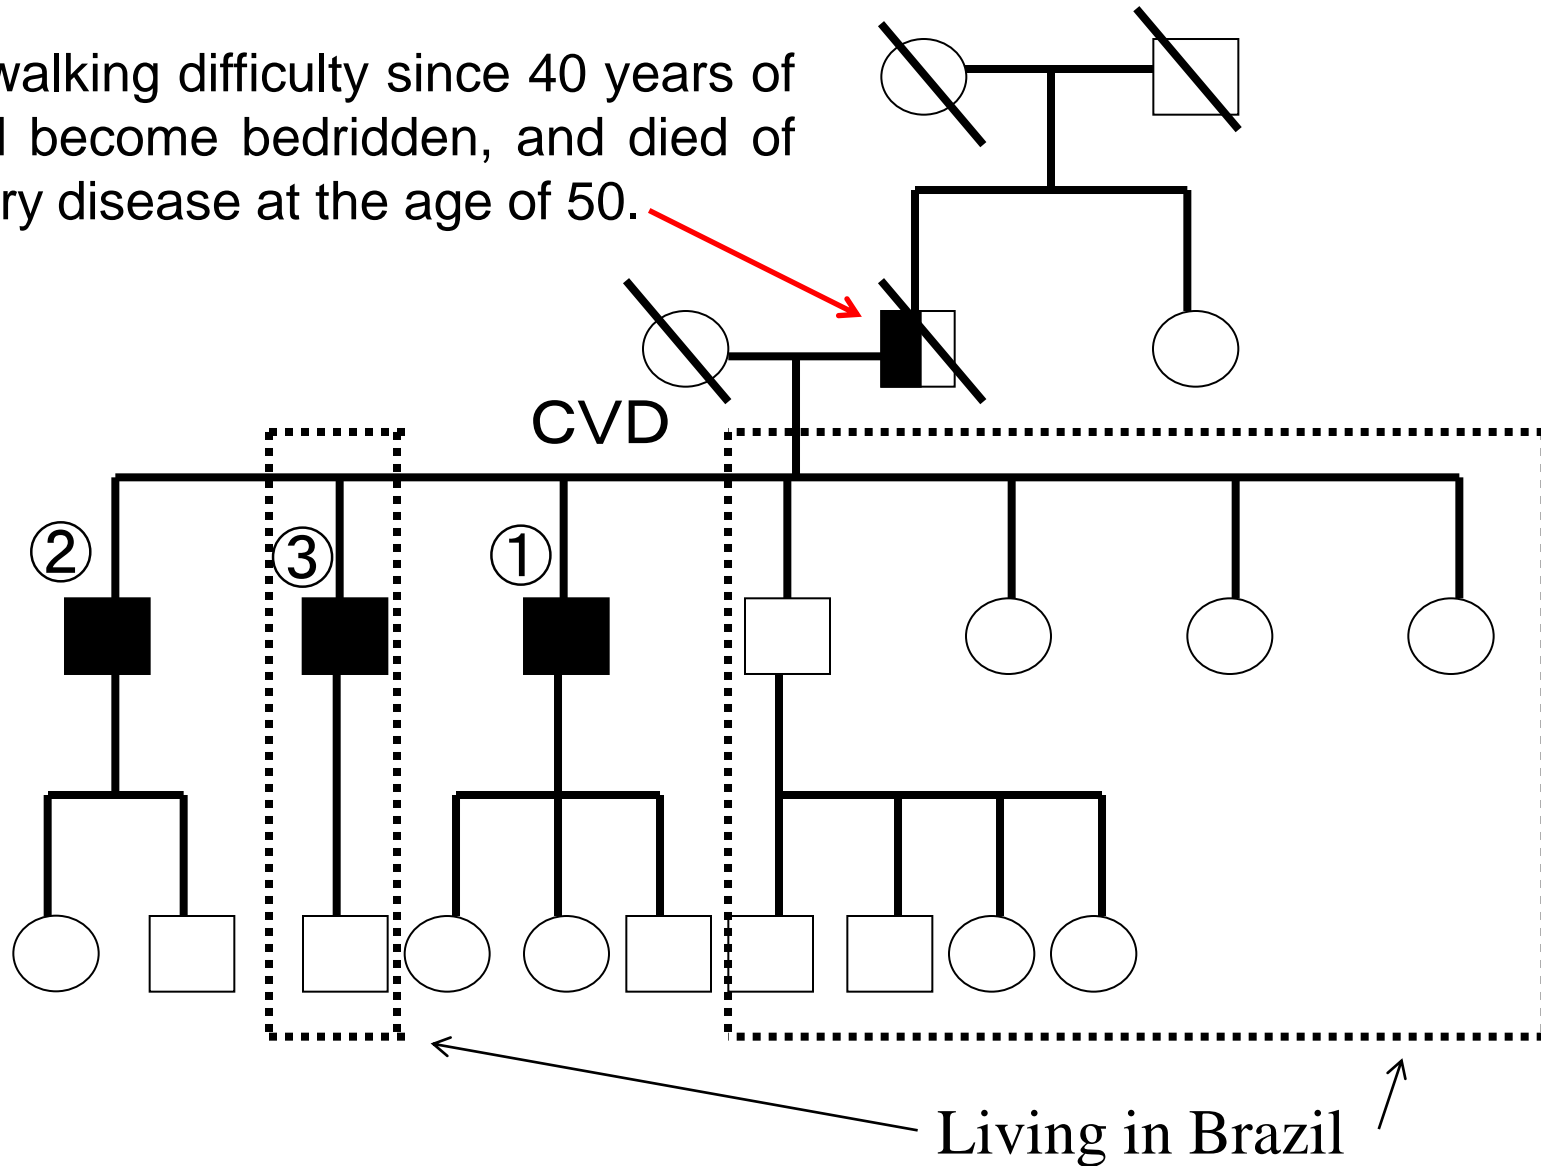 walking difficulty since 40 years of
become bedridden, and died of
disease at the age of 50.
CVD
②
③
①
Living in Brazil